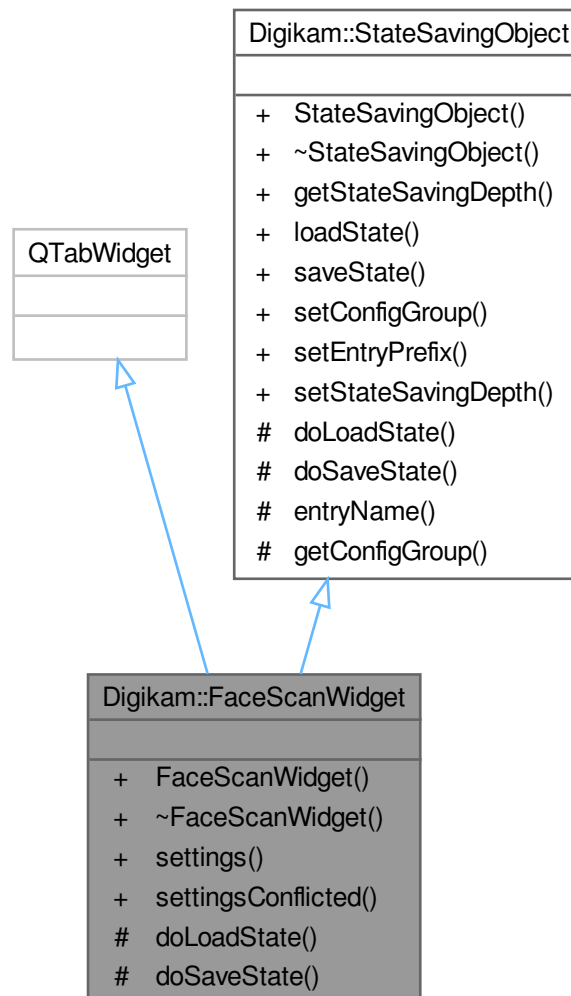 Digikam::StateSavingObject
+ StateSavingObject()
+ ~StateSavingObject()
+ getStateSavingDepth()
+ loadState()
+ saveState()
+ setConfigGroup()
+ setEntryPrefix()
+ setStateSavingDepth()
# doLoadState()
# doSaveState()
# entryName()
# getConfigGroup()
QTabWidget
Digikam::FaceScanWidget
+ FaceScanWidget()
+ ~FaceScanWidget()
+ settings()
+ settingsConflicted()
# doLoadState()
# doSaveState()